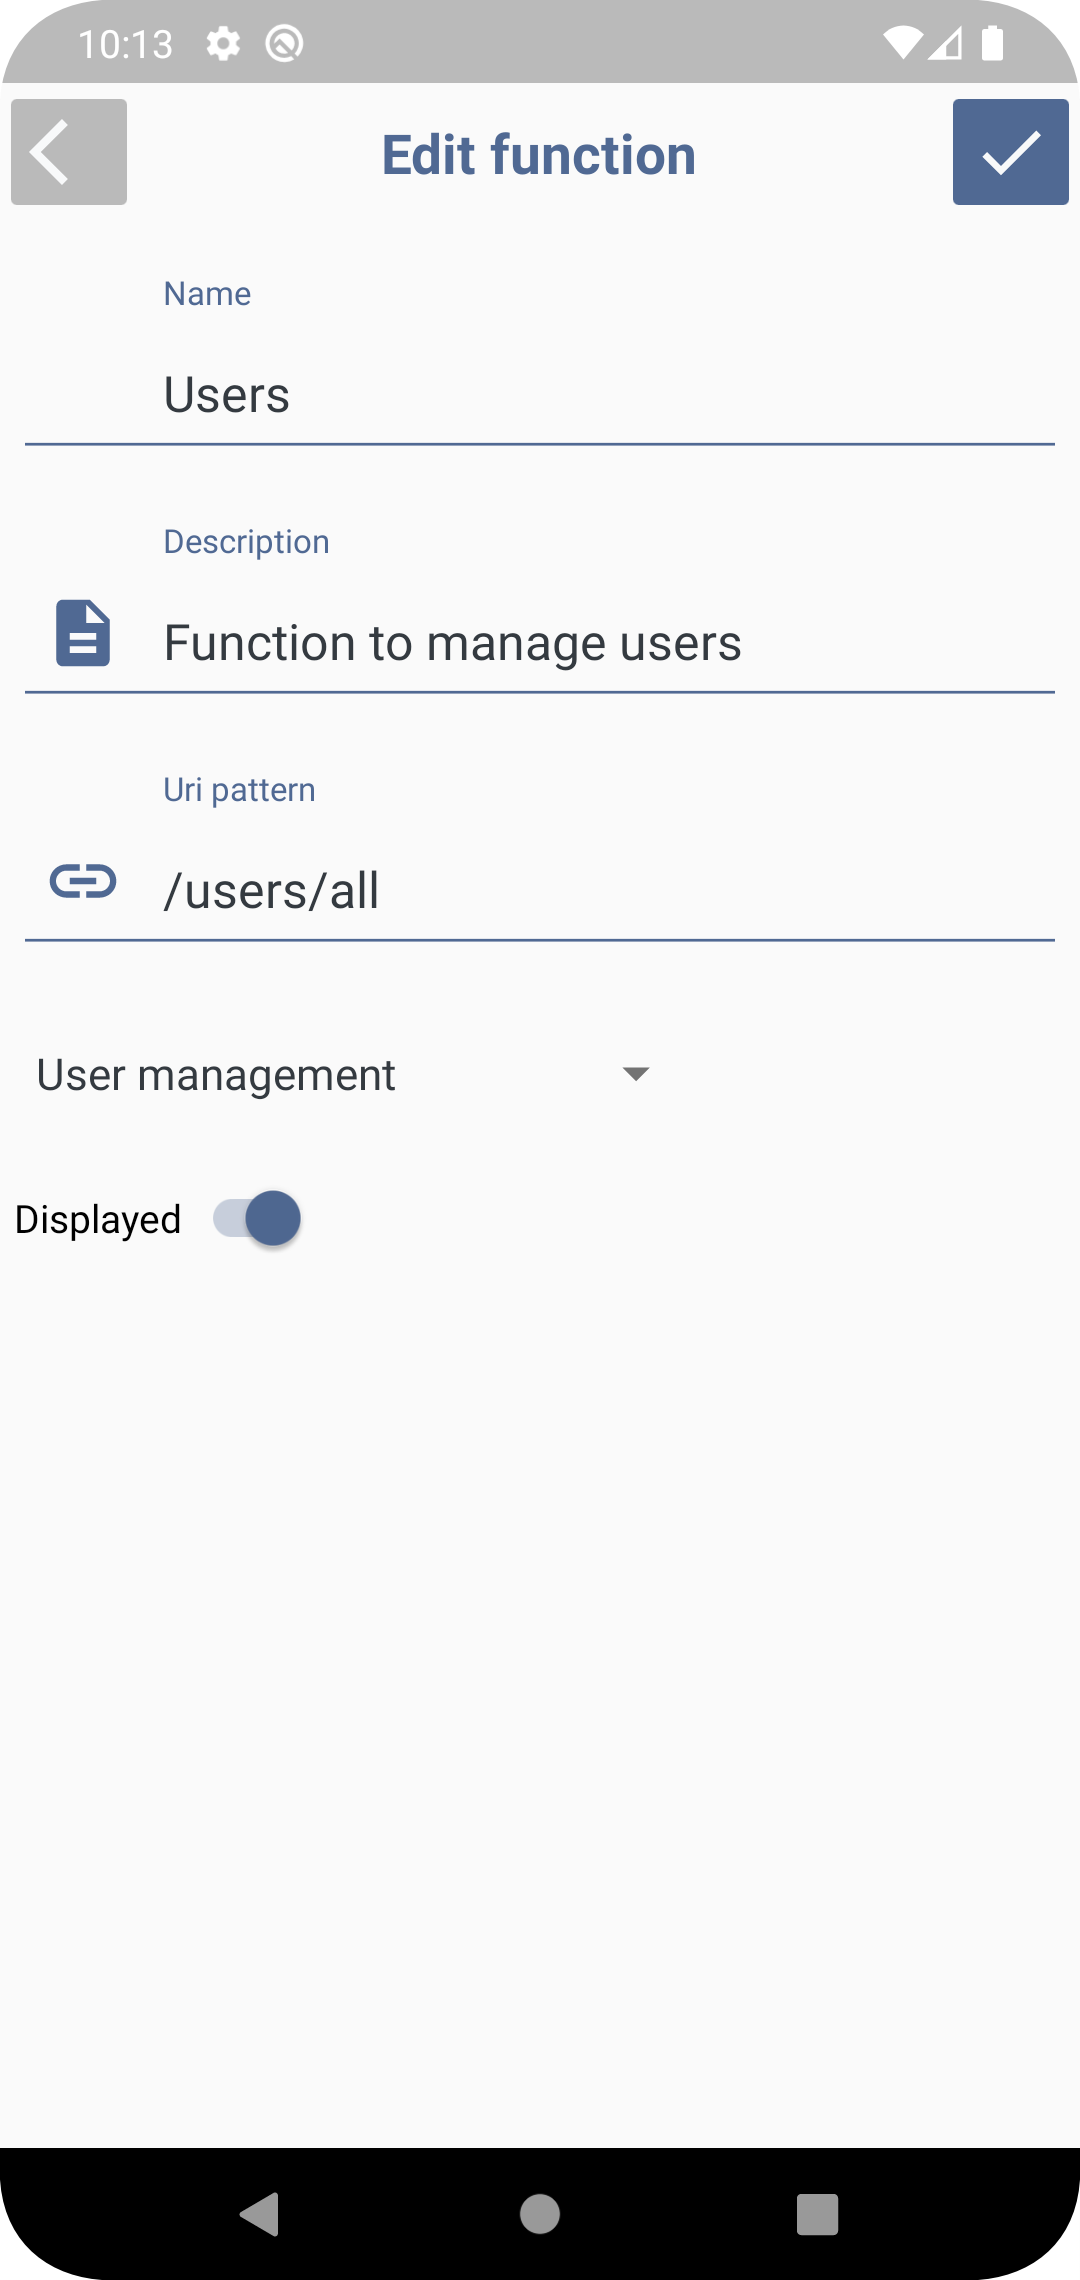 10:13
Edit function
Name
Users
Description
Function to manage users
Uri pattern
/users/all
User management
Displayed